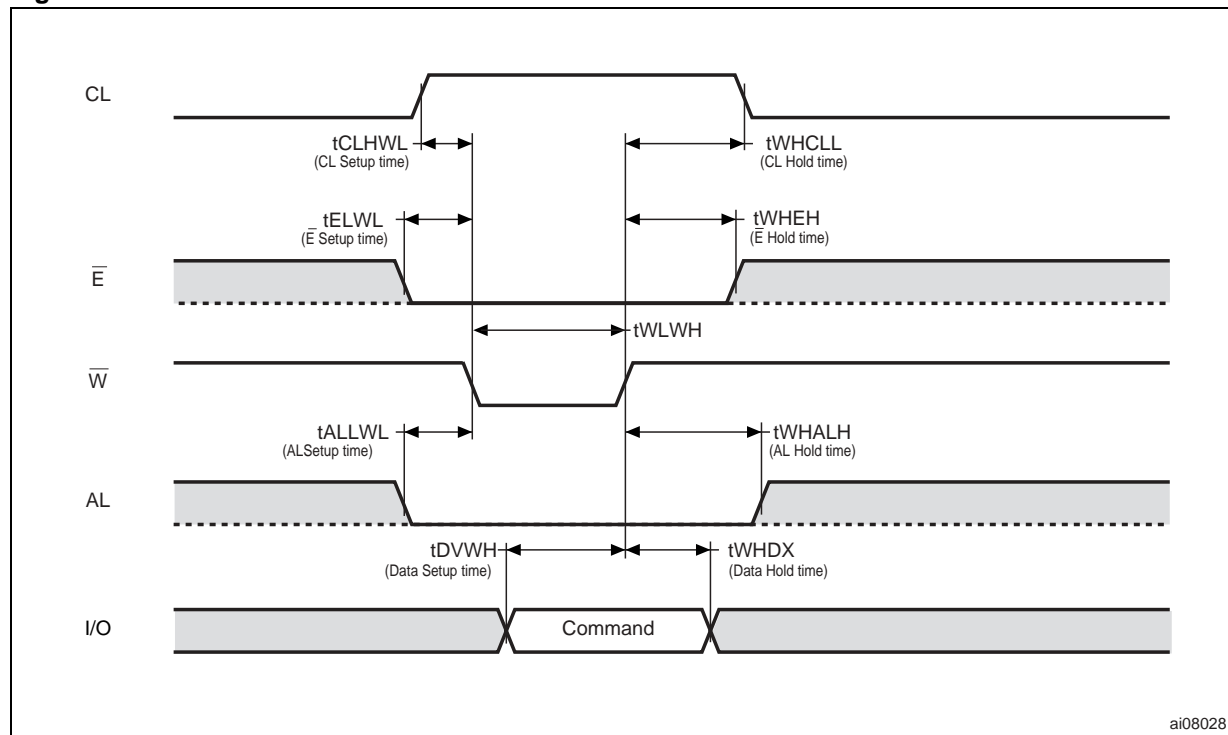 CL
tCLHWL
(CL Setup time)
tWHCLL
(CL Hold time)
tELWL
(E̅ Setup time)
tWHEH
(E̅ Hold time)
E̅
tWLWH
W̅
tALLWL
(ALSetup time)
tWHALH
(AL Hold time)
AL
tDVWH
(Data Setup time)
tWHDX
(Data Hold time)
I/O
Command
ai08028